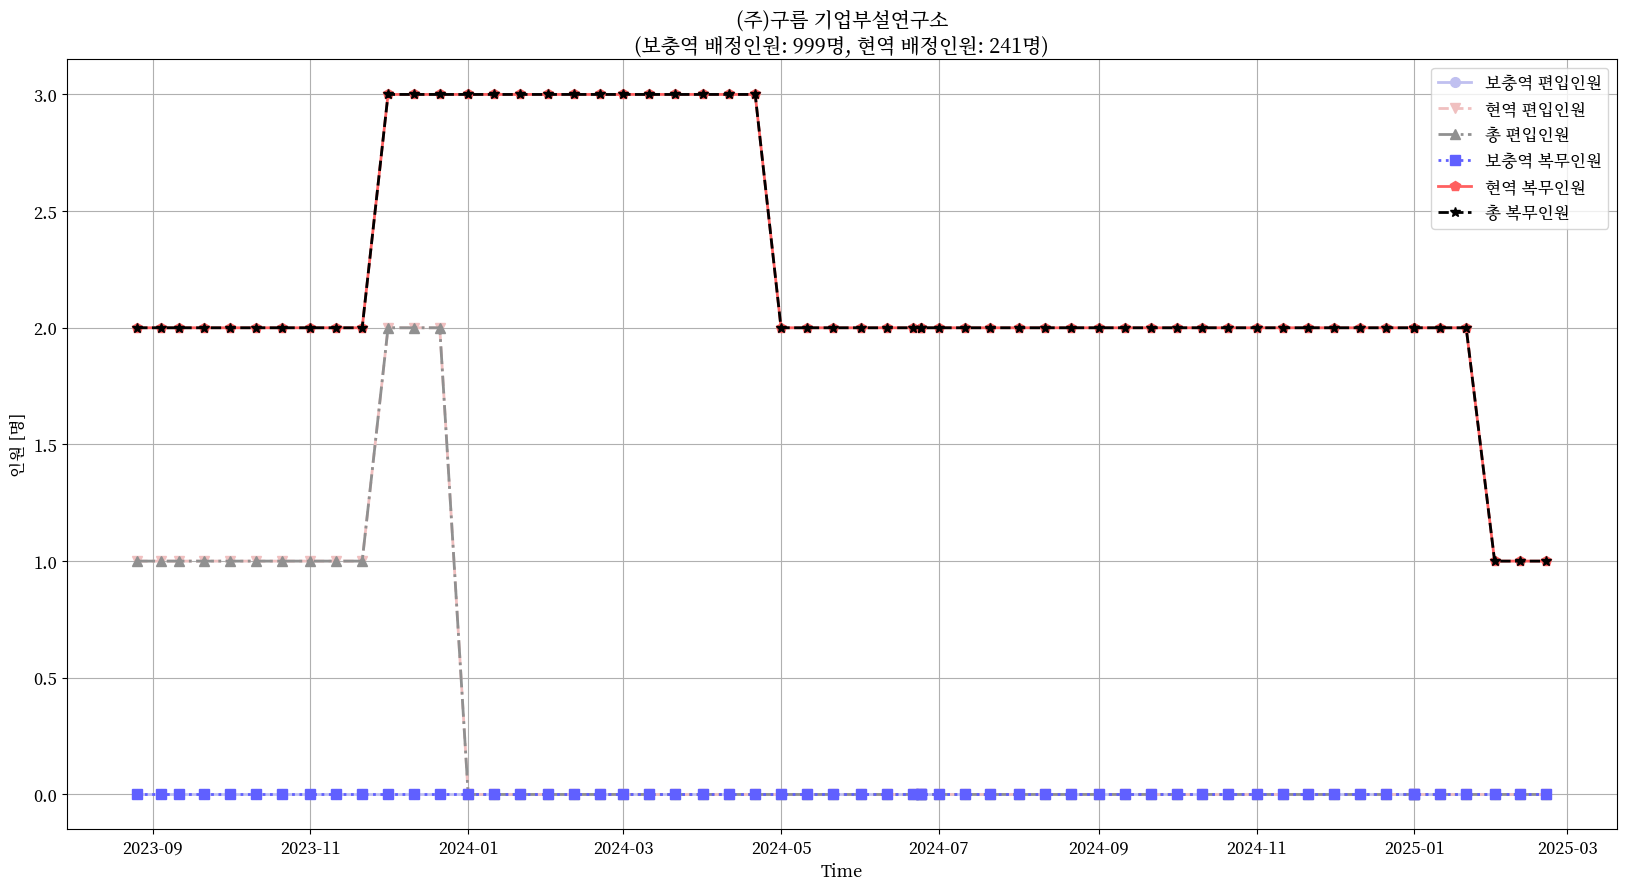 (주)구름 기업부설연구소
(보충역 배정인원: 999명, 현역 배정인원: 241명)
보충역 편입인원
현역 편입인원
총 편입인원
보충역 복무인원
현역 복무인원
총 복무인원
인원 [명]
3.0
2.5
2.0
1.5
1.0
0.5
0.0
2023-09 2023-11 2024-01 2024-03 2024-05 2024-07 2024-09 2024-11 2025-01 2025-03
Time